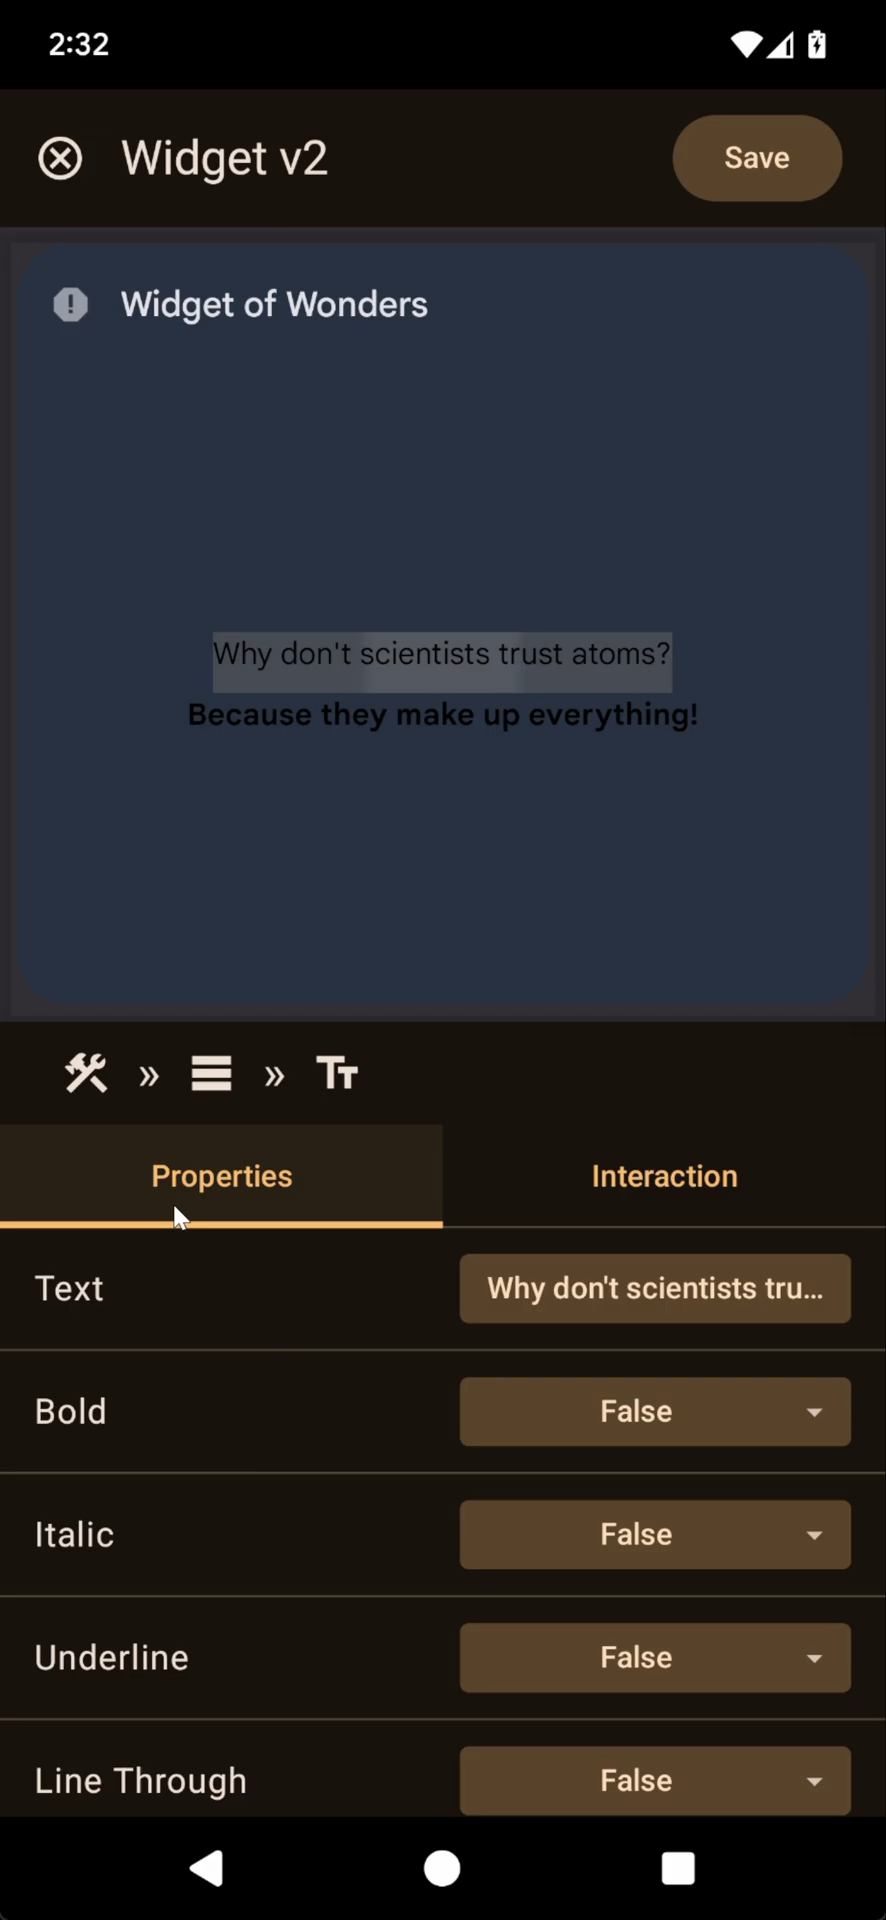 2:32
Widget v2
Save
Widget of Wonders
Why don't scientists trust atoms?
Because they make up everything!
» »
Properties Interaction
Text Why don't scientists tru...
Bold False
Italic False
Underline False
Line Through False